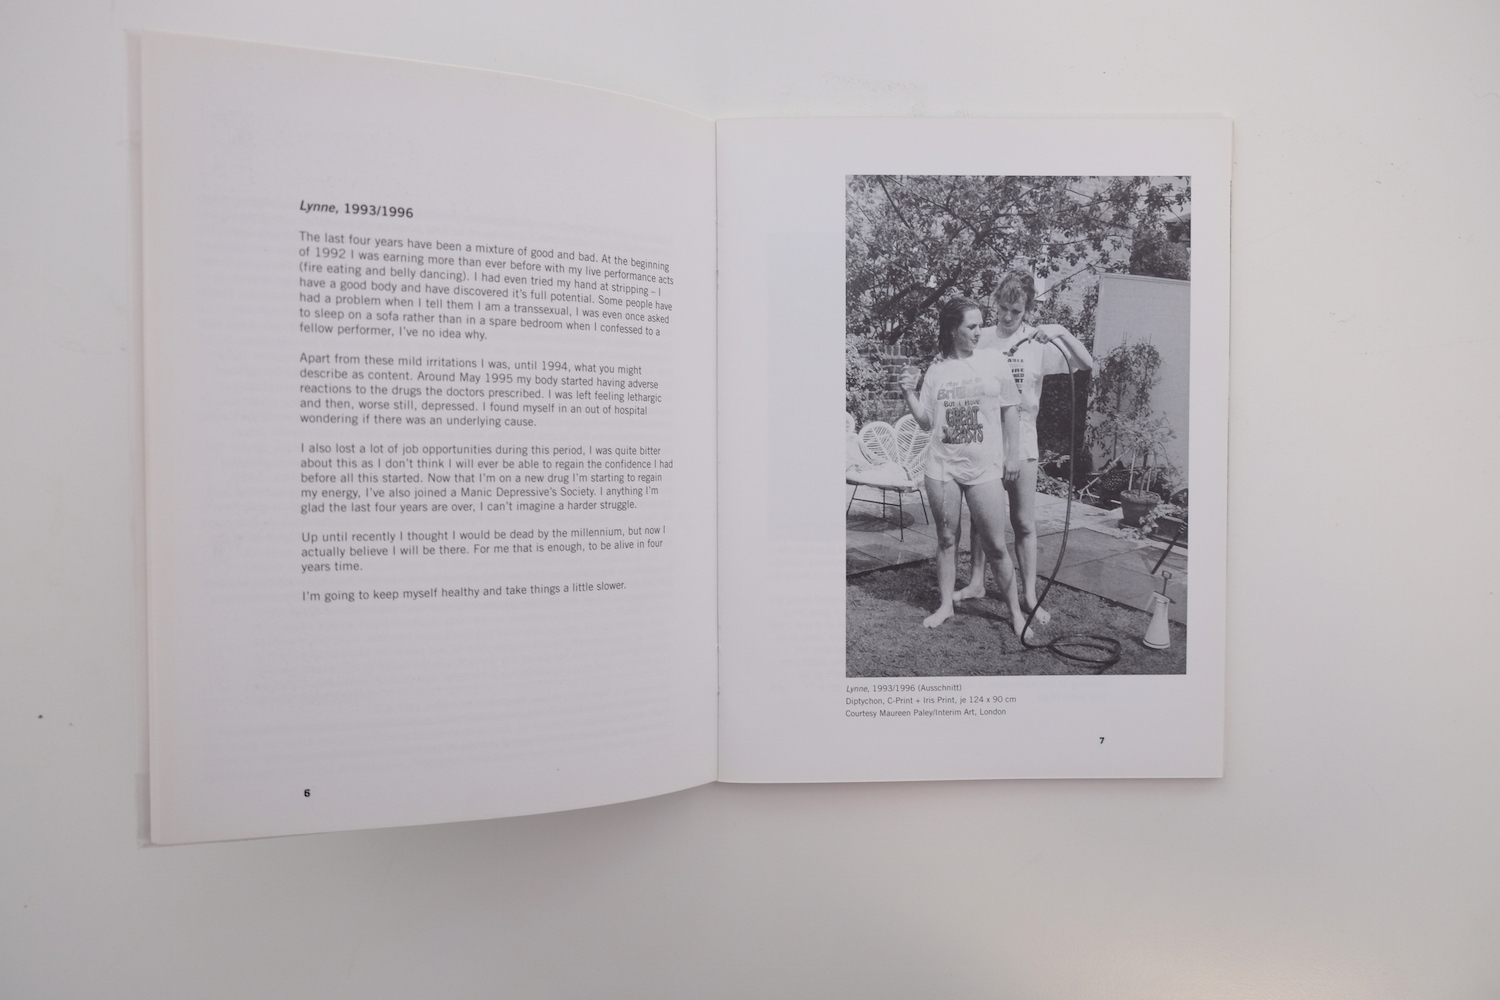 Lynne, 1993/1996
The last four years have been a mixture of good and bad. At the beginning
of 1992 I was earning more than ever before with my live performance acts
(fire eating and belly dancing). I had even tried my hand at stripping – I
have a good body and have discovered it's full potential. Some people have
had a problem when I tell them I am a transsexual, I was even once asked
to sleep on a sofa rather than in a spare bedroom when I confessed to a
fellow performer, I've no idea why.
Apart from these mild irritations I was, until 1994, what you might
describe as content. Around May 1995 my body started having adverse
reactions to the drugs the doctors prescribed. I was left feeling lethargic
and then, worse still, depressed. I found myself in an out of hospital
wondering if there was an underlying cause.
I also lost a lot of job opportunities during this period, I was quite bitter
about this as I don't think I will ever be able to regain the confidence I had
before all this started. Now that I'm on a new drug I'm starting to regain
my energy, I've also joined a Manic Depressive's Society. I anything I'm
glad the last four years are over, I can't imagine a harder struggle.
Up until recently I thought I would be dead by the millennium, but now I
actually believe I will be there. For me that is enough, to be alive in four
years time.
I'm going to keep myself healthy and take things a little slower.
6
BUT I HAVE
GREAT
Lynne, 1993/1996 (Ausschnitt)
Diptychon, C-Print + Iris Print, je 124 x 90 cm
Courtesy Maureen Paley/Interim Art, London
7